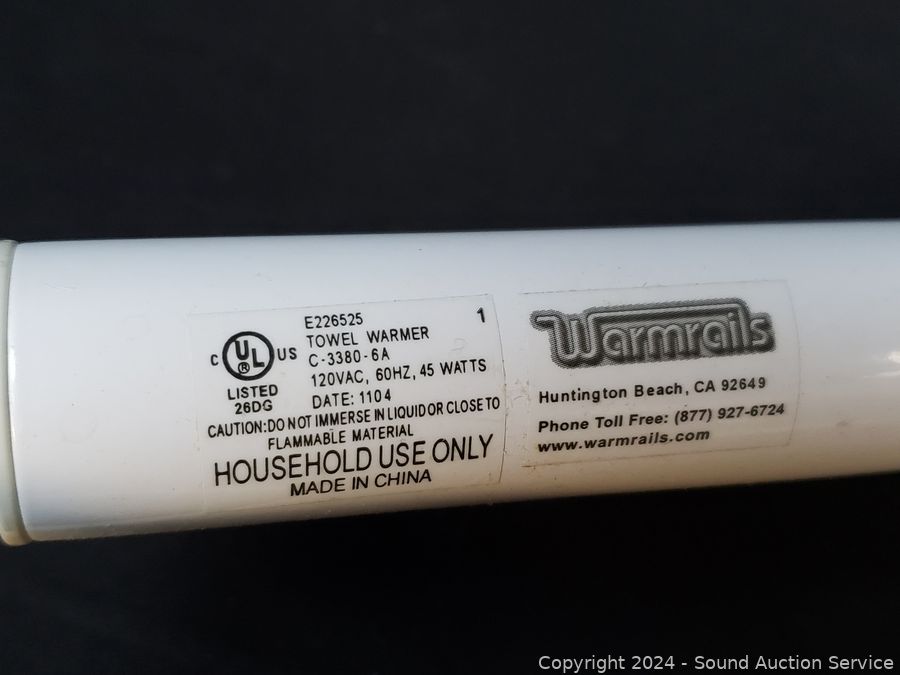 E226525 1
TOWEL WARMER
C-3380-6A
C UL US
®
120VAC, 60HZ, 45 WATTS
LISTED
26DG
DATE: 1104
CAUTION:DO NOT IMMERSE IN LIQUID OR CLOSE TO
FLAMMABLE MATERIAL
HOUSEHOLD USE ONLY
MADE IN CHINA
Warmrails
Huntington Beach, CA 92649
Phone Toll Free: (877) 927-6724
www.warmrails.com
Copyright 2024 - Sound Auction Service